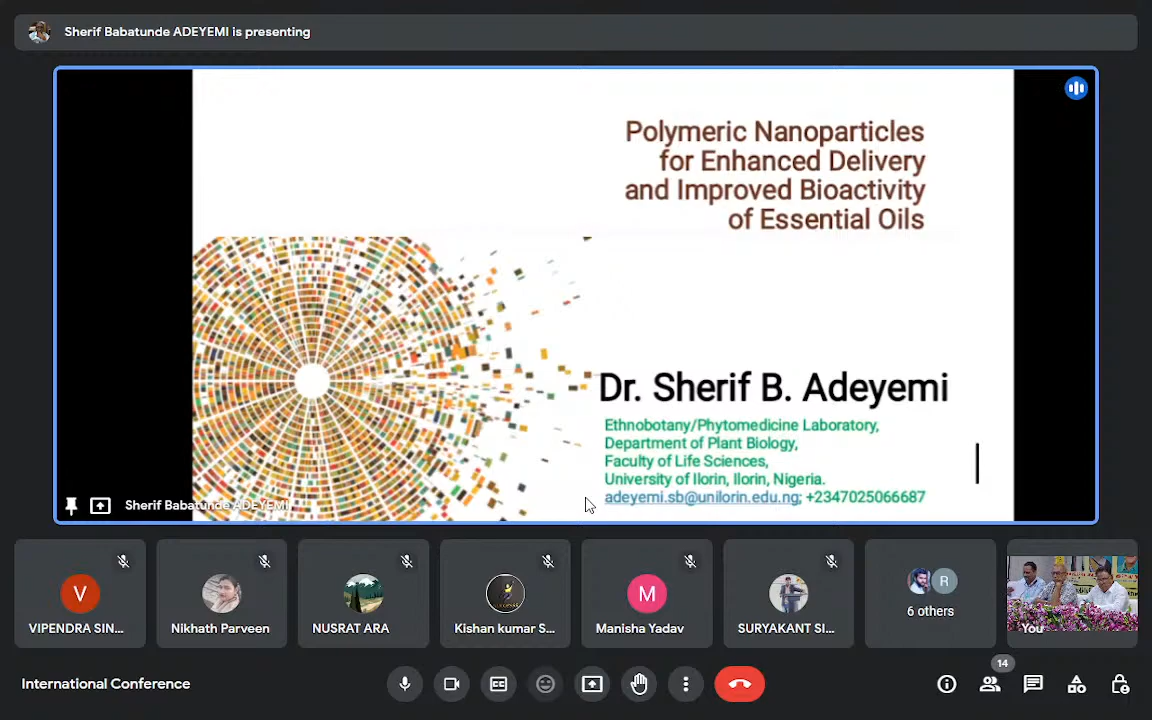 Sherif Babatunde ADEYEMI is presenting
Polymeric Nanoparticles
for Enhanced Delivery
and Improved Bioactivity
of Essential Oils
Dr. Sherif B. Adeyemi
Ethnobotany/Phytomedicine Laboratory,
Department of Plant Biology,
Faculty of Life Sciences,
University of Ilorin, Ilorin, Nigeria.
adeyemi.sb@unilorin.edu.ng; +2347025066687
Sherif Babatunde ADEYEMI
V
VIPENDRA SIN...
Nikhath Parveen
NUSRAT ARA
Kishan kumar S...
M
Manisha Yadav
SURYAKANT SI...
R
6 others
You
International Conference
14